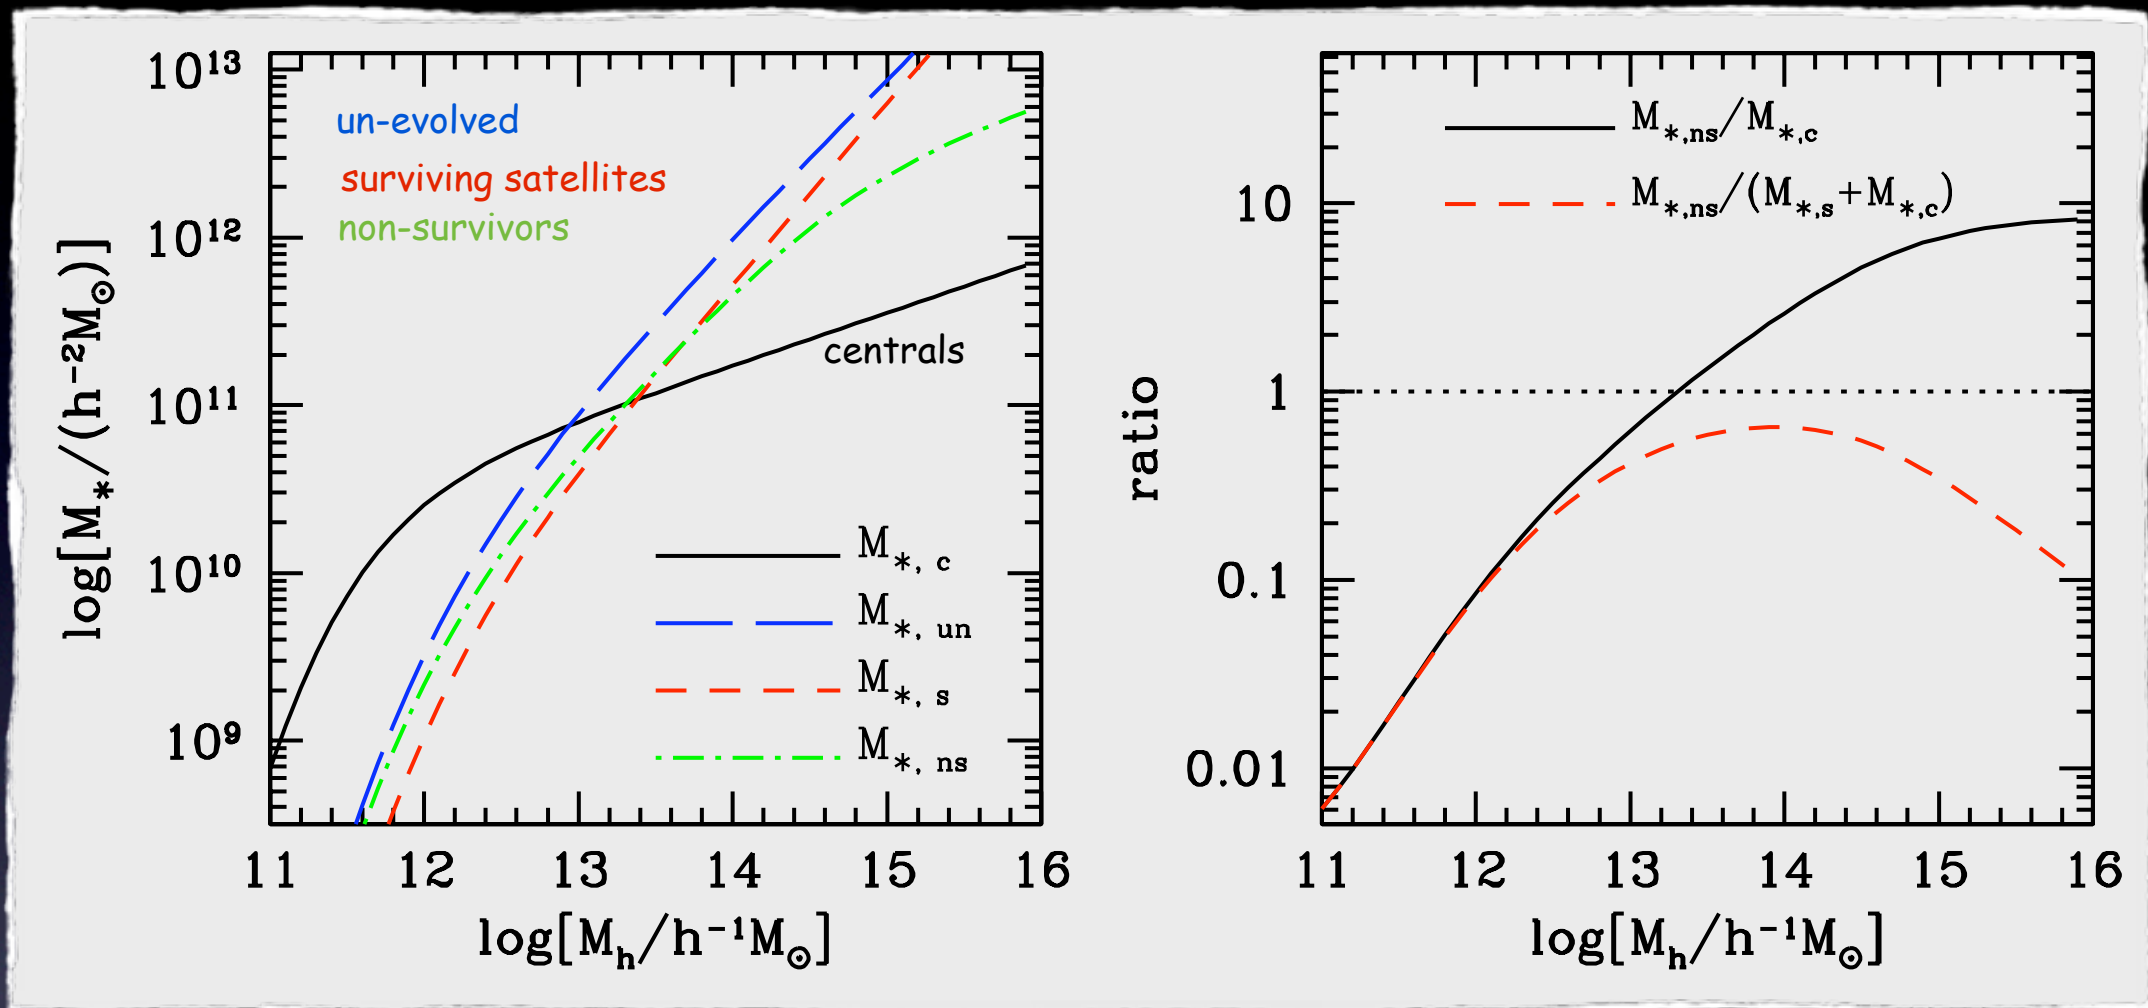 10¹³
10¹²
10¹¹
10¹⁰
10⁹
log[M*/(h⁻²M⊙)]
un-evolved
surviving satellites
non-survivors
centrals
M*, c
M*, un
M*, s
M*, ns
11 12 13 14 15 16
log[Mₕ/h⁻¹M⊙]
10
1
0.1
0.01
ratio
M*,ns/M*,c
M*,ns/(M*,s+M*,c)
11 12 13 14 15 16
log[Mₕ/h⁻¹M⊙]